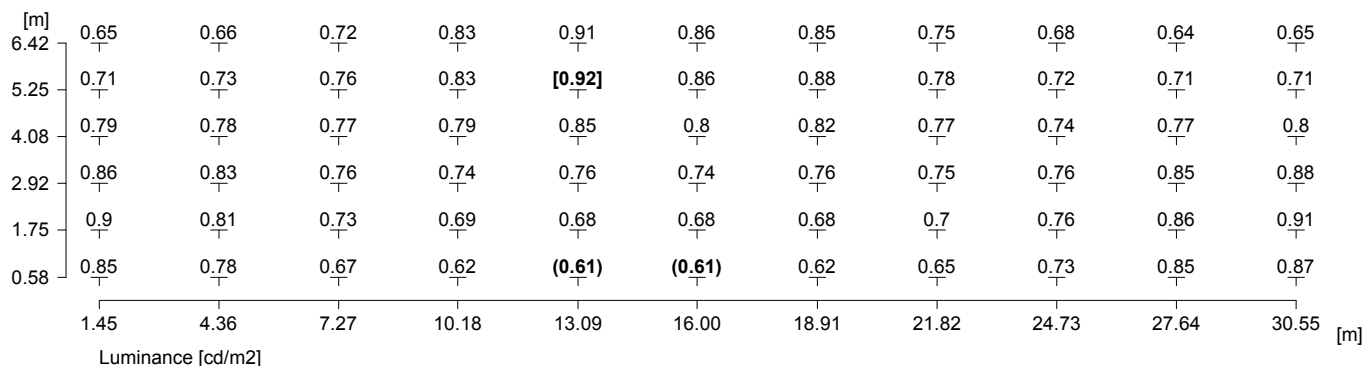 [m]
0.65 0.66 0.72 0.83 0.91 0.86 0.85 0.75 0.68 0.64 0.65
6.42
0.71 0.73 0.76 0.83 [0.92] 0.86 0.88 0.78 0.72 0.71 0.71
5.25
0.79 0.78 0.77 0.79 0.85 0.8 0.82 0.77 0.74 0.77 0.8
4.08
0.86 0.83 0.76 0.74 0.76 0.74 0.76 0.75 0.76 0.85 0.88
2.92
0.9 0.81 0.73 0.69 0.68 0.68 0.68 0.7 0.76 0.86 0.91
1.75
0.85 0.78 0.67 0.62 (0.61) (0.61) 0.62 0.65 0.73 0.85 0.87
0.58
1.45 4.36 7.27 10.18 13.09 16.00 18.91 21.82 24.73 27.64 30.55
[m]
Luminance [cd/m2]